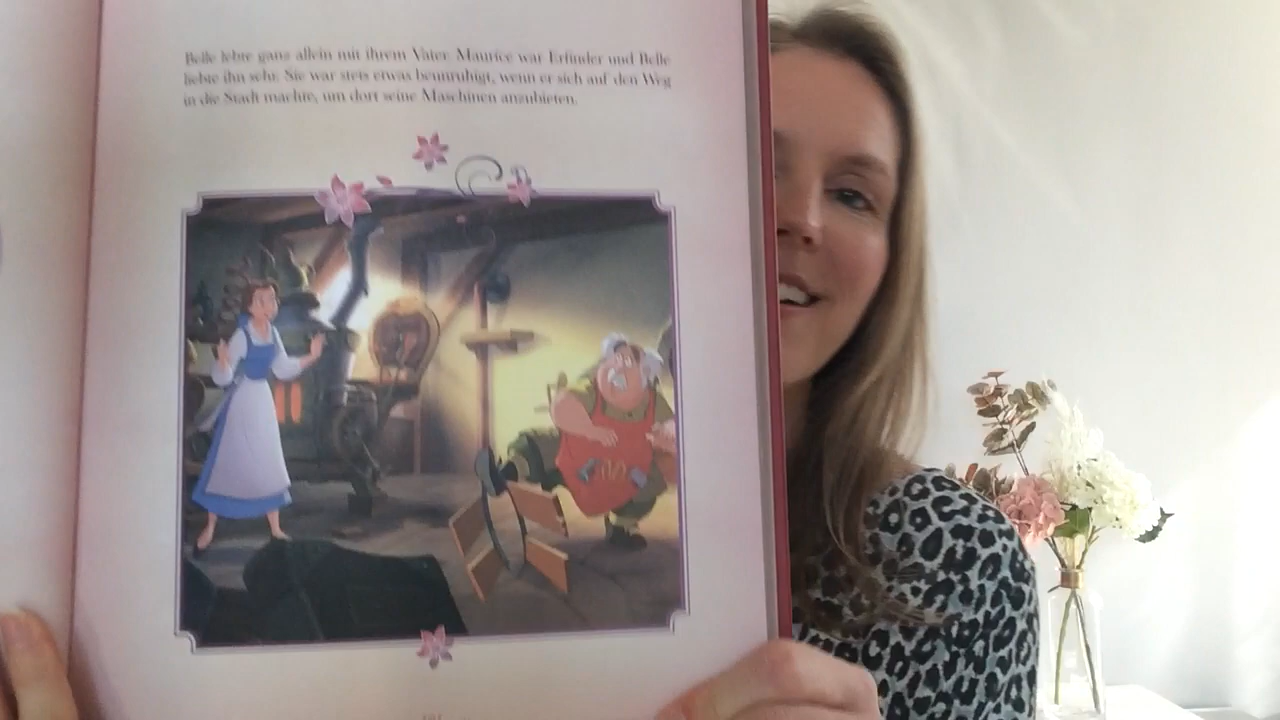 Belle lebte ganz allein mit ihrem Vater. Maurice war Erfinder und Belle
liebte ihn sehr. Sie war stets etwas beunruhigt, wenn er sich auf den Weg
in die Stadt machte, um dort seine Maschinen anzubieten.